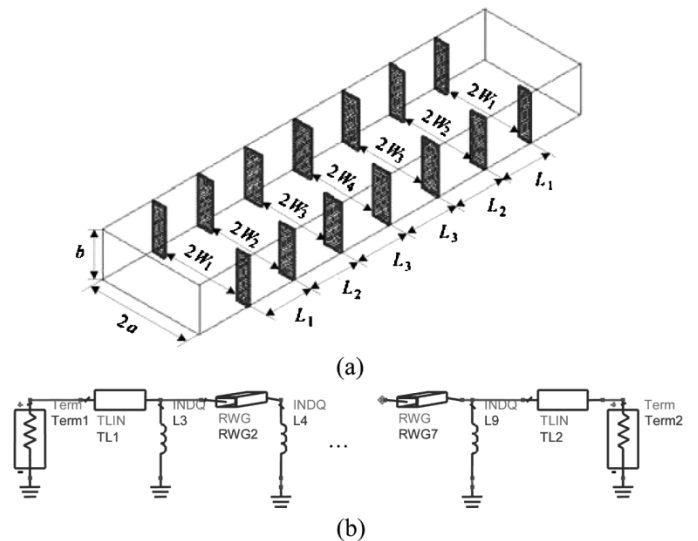 2W₁
2W₂
2W₃
2W₄
2W₃
2W₂
2W₁
b
2a
L₁
L₂
L₃
L₃
L₂
L₁
(a)
+ Term Term1 -
TLIN TL1
INDQ L3
RWG RWG2
INDQ L4
...
RWG RWG7
INDQ L9
TLIN TL2
+ Term Term2 -
(b)